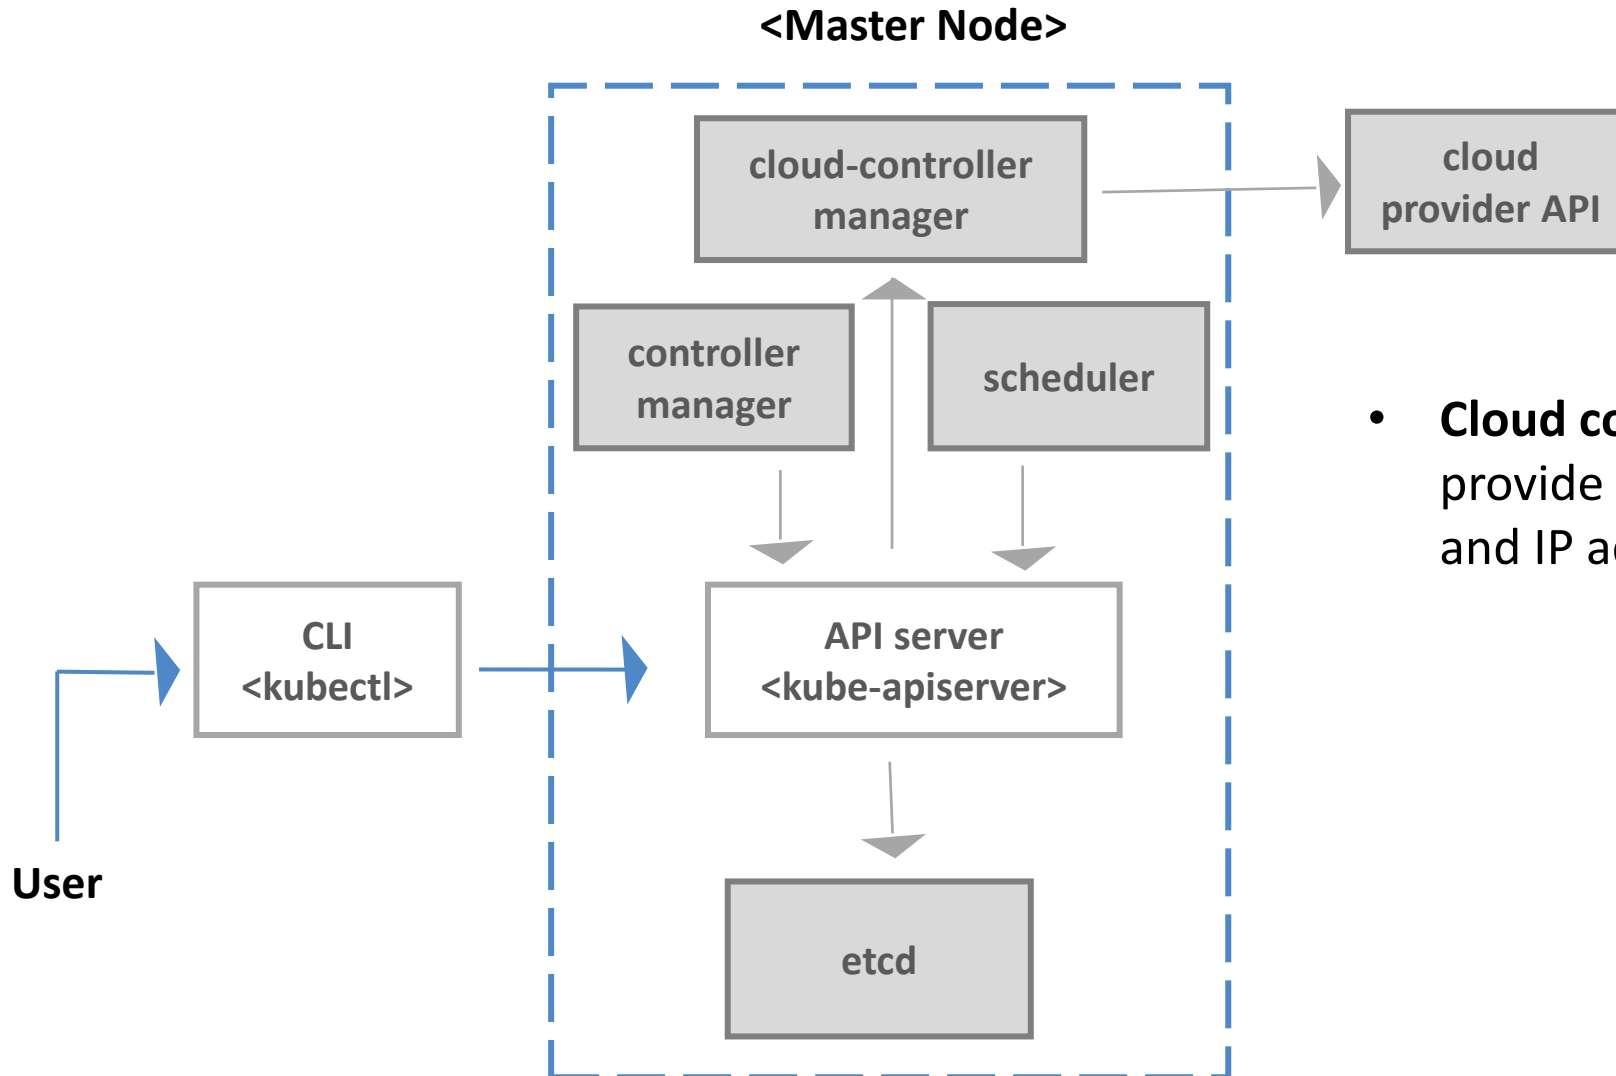 <Master Node>
cloud-controller
manager
cloud
provider API
controller
manager
scheduler
• Cloud
provide
and IP
CLI
<kubectl>
API server
<kube-apiserver>
User
etcd